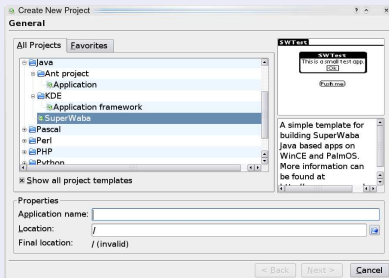 Create New Project
General
All Projects
Favorites
Java
Ant project
Application
KDE
Application framework
SuperWaba
Pascal
Perl
PHP
Python
Show all project templates
SWTest
SWTest
This is a small test app.
Ok
Push me!
A simple template for
building SuperWaba
Java based apps on
WinCE and PalmOS.
More information can
be found at
Properties
Application name:
Location: /
Final location: / (invalid)
< Back
Next >
Cancel